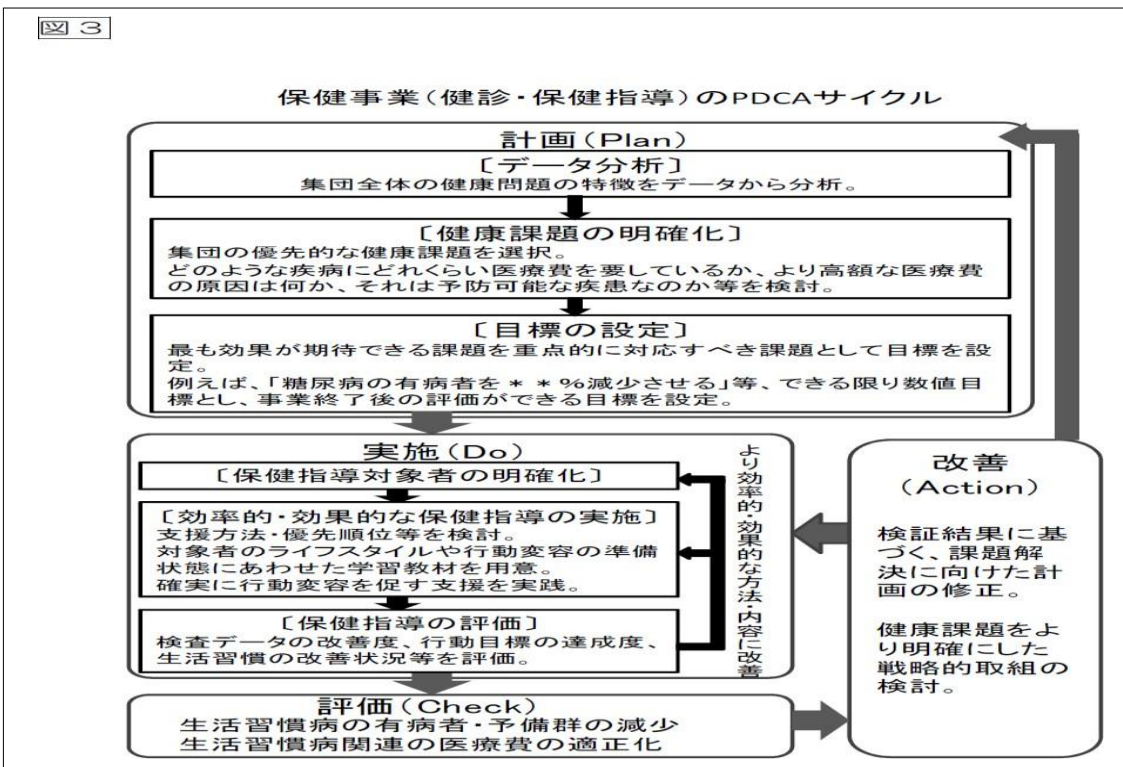 図３
保健事業(健診・保健指導)のPDCAサイクル
計画(Plan)
〔データ分析〕
集団全体の健康問題の特徴をデータから分析。
〔健康課題の明確化〕
集団の優先的な健康課題を選択。
どのような疾病にどれくらい医療費を要しているか、より高額な医療費
の原因は何か、それは予防可能な疾患なのか等を検討。
〔目標の設定〕
最も効果が期待できる課題を重点的に対応すべき課題として目標を設
定。
例えば、「糖尿病の有病者を＊＊%減少させる」等、できる限り数値目
標とし、事業終了後の評価ができる目標を設定。
実施(Do)
〔保健指導対象者の明確化〕
〔効率的・効果的な保健指導の実施〕
支援方法・優先順位等を検討。
対象者のライフスタイルや行動変容の準備
状態にあわせた学習教材を用意。
確実に行動変容を促す支援を実践。
〔保健指導の評価〕
検査データの改善度、行動目標の達成度、
生活習慣の改善状況等を評価。
より効率的・効果的な方法・内容に改善
評価(Check)
生活習慣病の有病者・予備群の減少
生活習慣病関連の医療費の適正化
改善
(Action)
検証結果に基
づく、課題解
決に向けた計
画の修正。
健康課題をよ
り明確にした
戦略的取組の
検討。